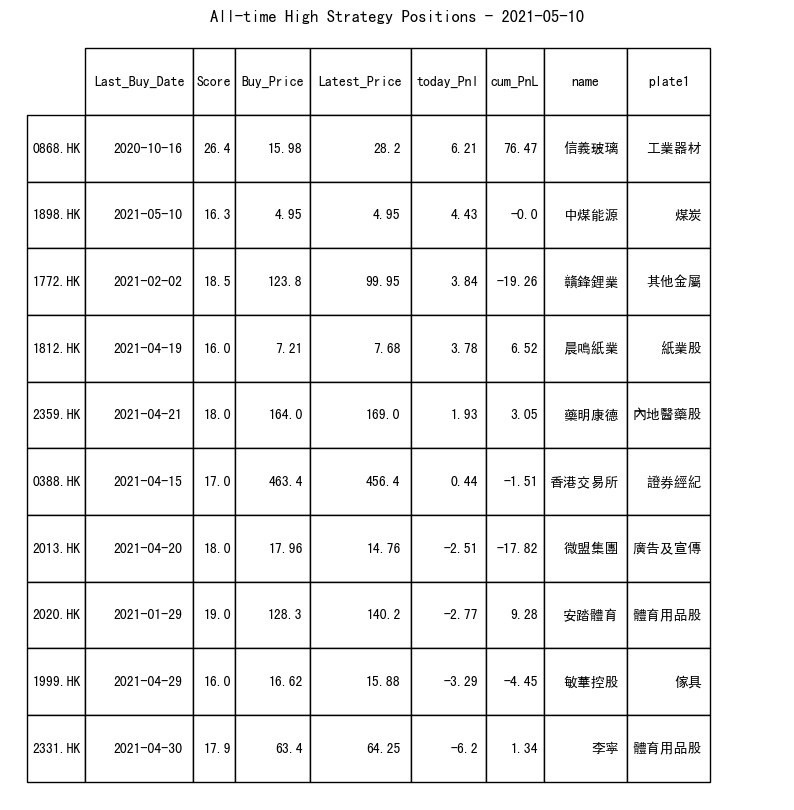 All-time High Strategy Positions - 2021-05-10
Last_Buy_Date Score Buy_Price Latest_Price today_Pnl cum_PnL name plate1
0868.HK 2020-10-16 26.4 15.98 28.2 6.21 76.47 信義玻璃 工業器材
1898.HK 2021-05-10 16.3 4.95 4.95 4.43 -0.0 中煤能源 煤炭
1772.HK 2021-02-02 18.5 123.8 99.95 3.84 -19.26 贛鋒鋰業 其他金屬
1812.HK 2021-04-19 16.0 7.21 7.68 3.78 6.52 晨鳴紙業 紙業股
2359.HK 2021-04-21 18.0 164.0 169.0 1.93 3.05 藥明康德 內地醫藥股
0388.HK 2021-04-15 17.0 463.4 456.4 0.44 -1.51 香港交易所 證券經紀
2013.HK 2021-04-20 18.0 17.96 14.76 -2.51 -17.82 微盟集團 廣告及宣傳
2020.HK 2021-01-29 19.0 128.3 140.2 -2.77 9.28 安踏體育 體育用品股
1999.HK 2021-04-29 16.0 16.62 15.88 -3.29 -4.45 敏華控股 傢具
2331.HK 2021-04-30 17.9 63.4 64.25 -6.2 1.34 李寧 體育用品股